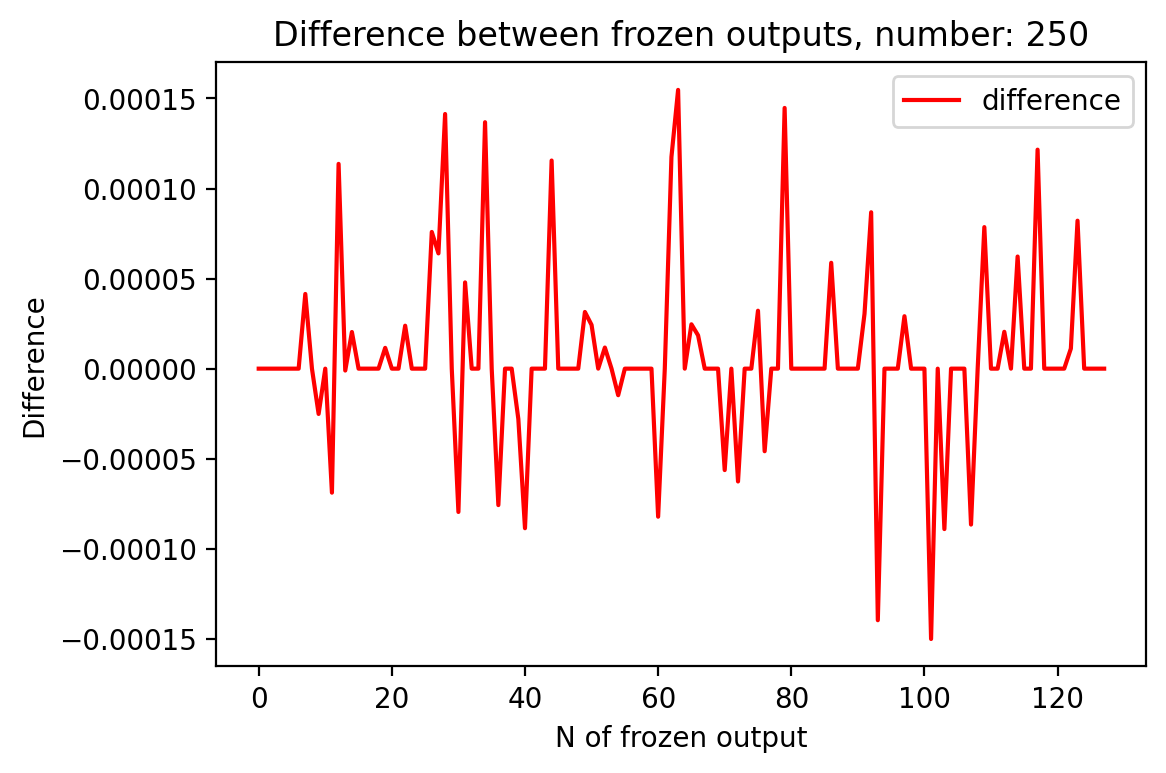 Difference between frozen outputs, number: 250
difference
Difference
0.00015
0.00010
0.00005
0.00000
−0.00005
−0.00010
−0.00015
0 20 40 60 80 100 120
N of frozen output